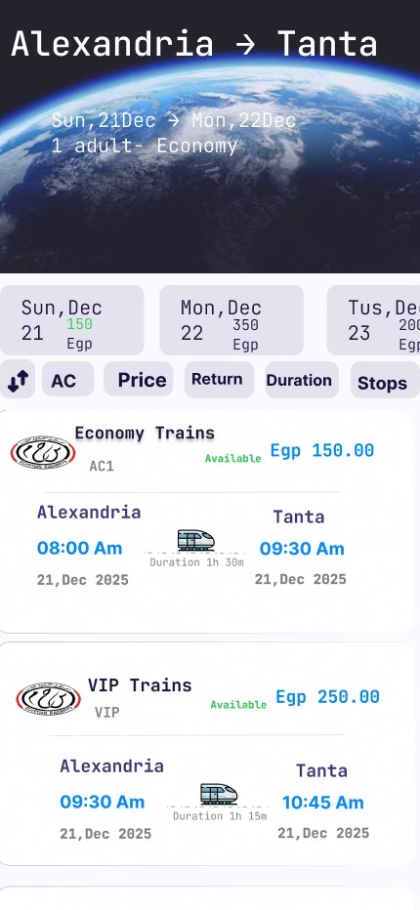 Alexandria → Tanta
Sun,21Dec → Mon,22Dec
1 adult- Economy
Sun,Dec
21 150 Egp
Mon,Dec
22 350 Egp
Tus,De
23 200 Egp
AC Price Return Duration Stops
Economy Trains
AC1
Available Egp 150.00
Alexandria Tanta
08:00 Am 09:30 Am
Duration 1h 30m
21,Dec 2025 21,Dec 2025
VIP Trains
VIP
Available Egp 250.00
Alexandria Tanta
09:30 Am 10:45 Am
Duration 1h 15m
21,Dec 2025 21,Dec 2025